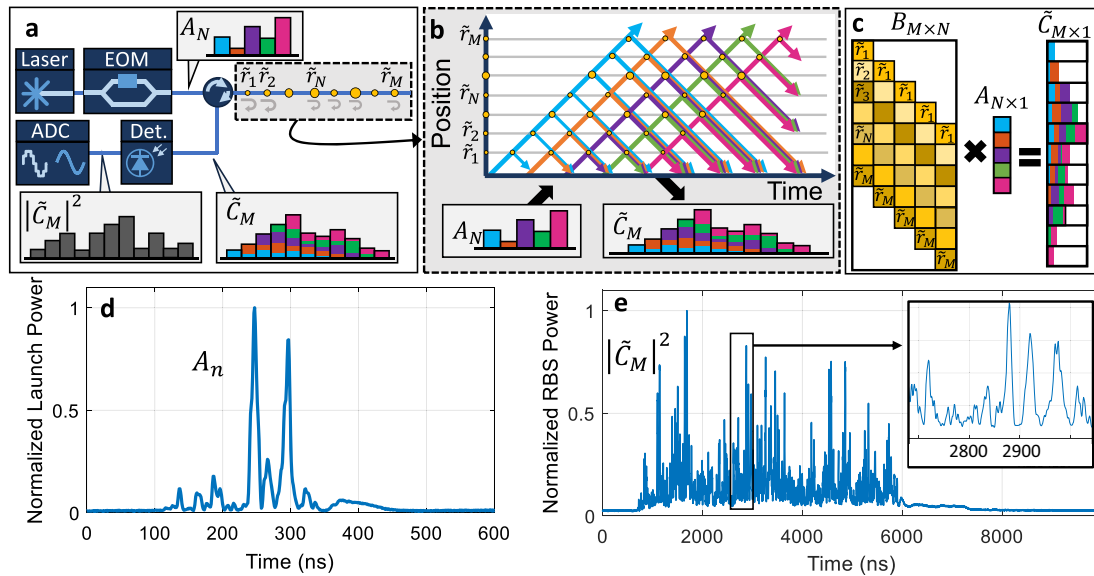 a
A_N
Laser
EOM
r̃_1 r̃_2 r̃_N r̃_M
ADC
Det.
|C̃_M|^2
C̃_M
b
Position
r̃_M
r̃_N
r̃_2
r̃_1
Time
A_N
C̃_M
c
B_{M×N}
C̃_{M×1}
r̃_1
r̃_2 r̃_1
r̃_3 r̃_1
r̃_1
r̃_N r̃_1
r̃_M
r̃_M
r̃_M
r̃_M
r̃_M
A_{N×1}
×
=
d
A_n
Normalized Launch Power
1
0.5
0
0 100 200 300 400 500 600
Time (ns)
e
|C̃_M|^2
Normalized RBS Power
1
0.5
0
0 2000 4000 6000 8000
Time (ns)
2800 2900